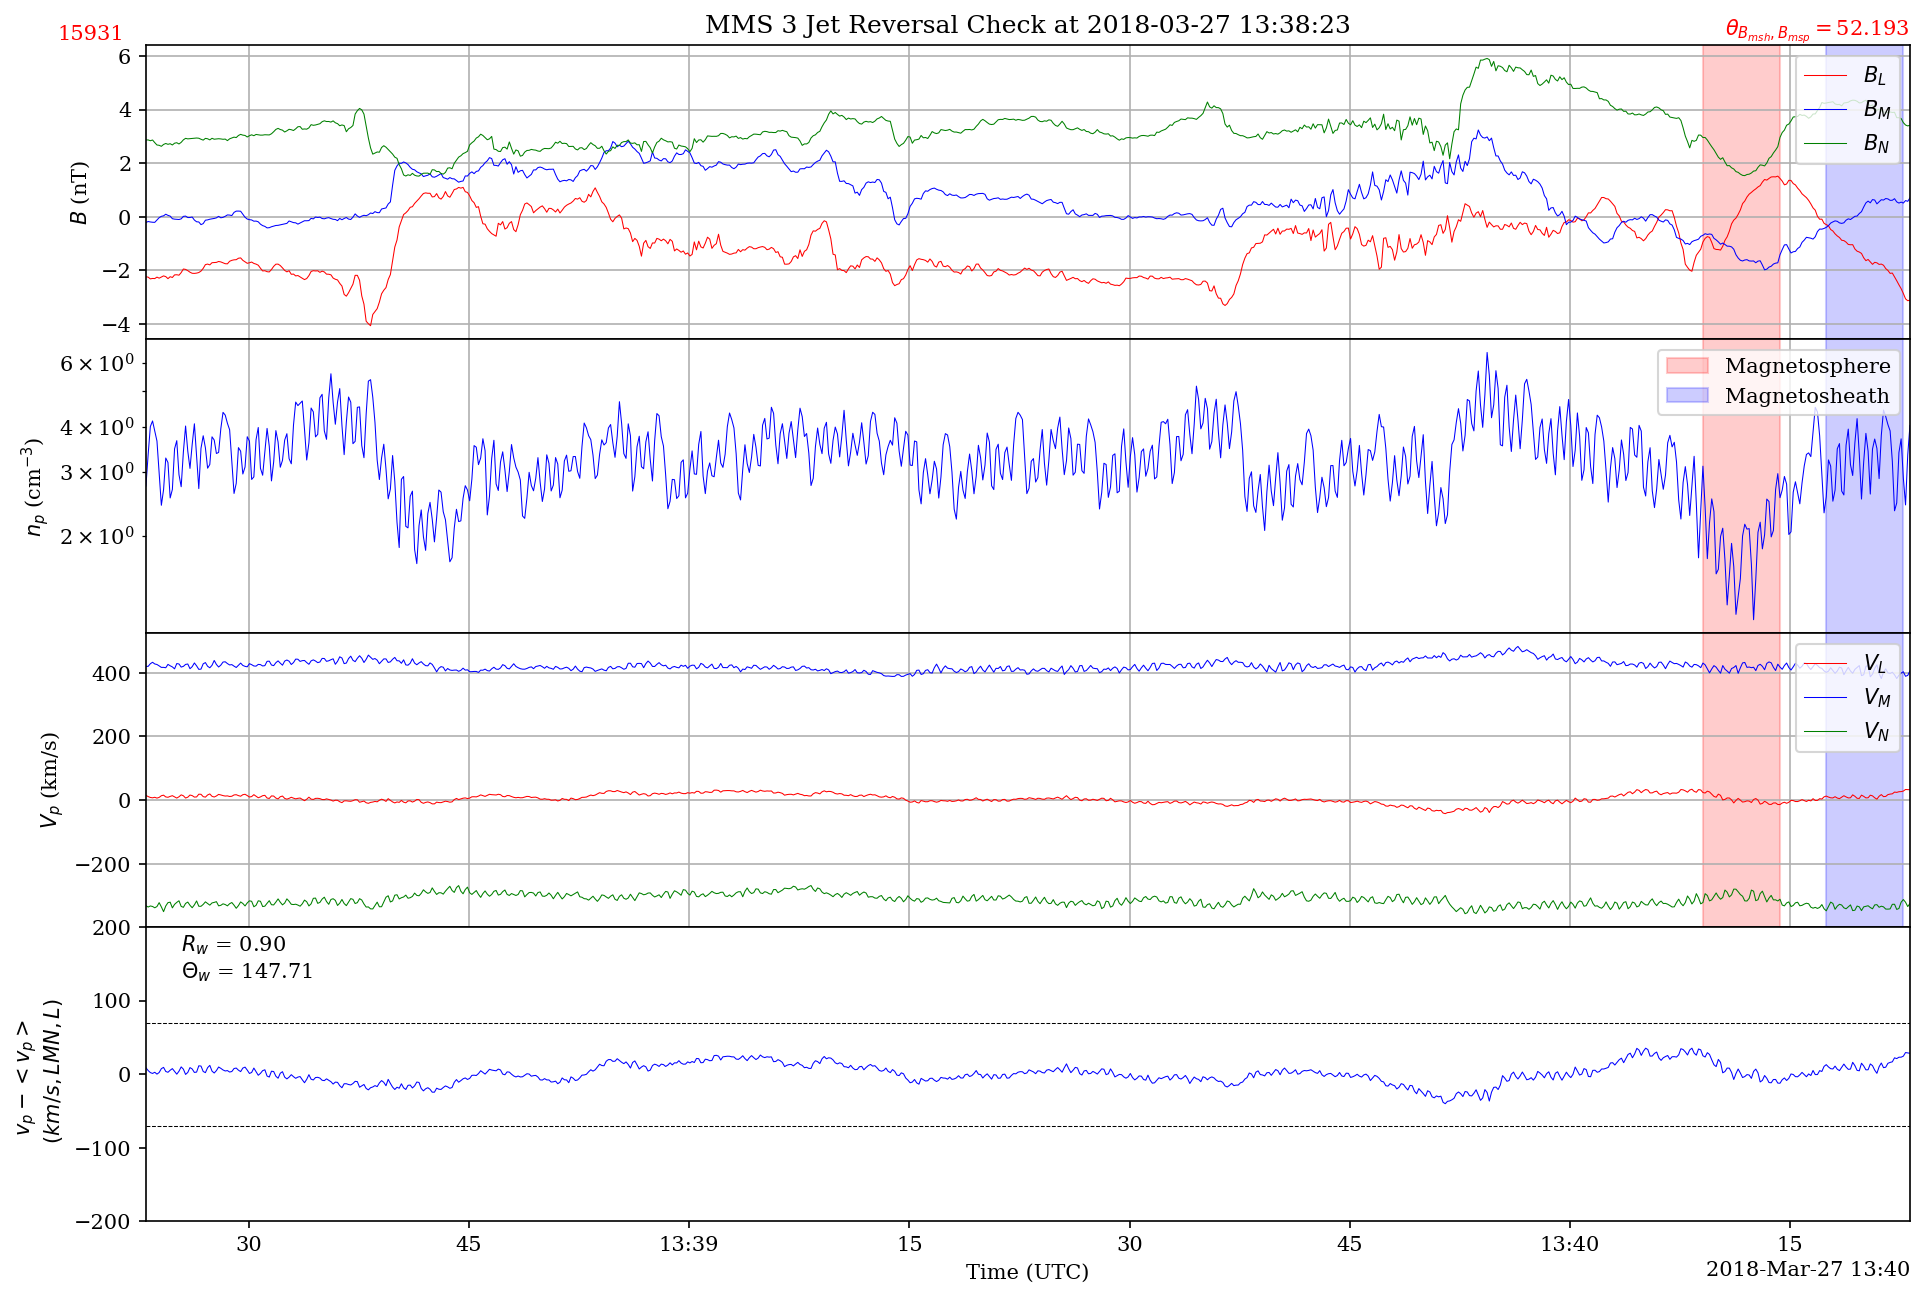 15931
MMS 3 Jet Reversal Check at 2018-03-27 13:38:23
θ_{B_{msh}, B_{msp}} = 52.193
6
4
2
0
−2
−4
B (nT)
B_L
B_M
B_N
6 × 10⁰
4 × 10⁰
3 × 10⁰
2 × 10⁰
n_p (cm⁻³)
Magnetosphere
Magnetosheath
400
200
0
−200
V_p (km/s)
V_L
V_M
V_N
200
100
0
−100
−200
v_p − < v_p >
(km/s, LMN, L)
R_w = 0.90
Θ_w = 147.71
30 45 13:39 15 30 45 13:40 15
Time (UTC)
2018-Mar-27 13:40